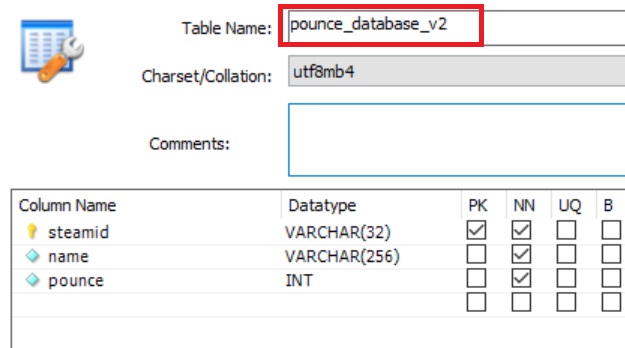 Table Name: pounce_database_v2
Charset/Collation: utf8mb4
Comments:
Column Name Datatype PK NN UQ B
steamid VARCHAR(32)
name VARCHAR(256)
pounce INT